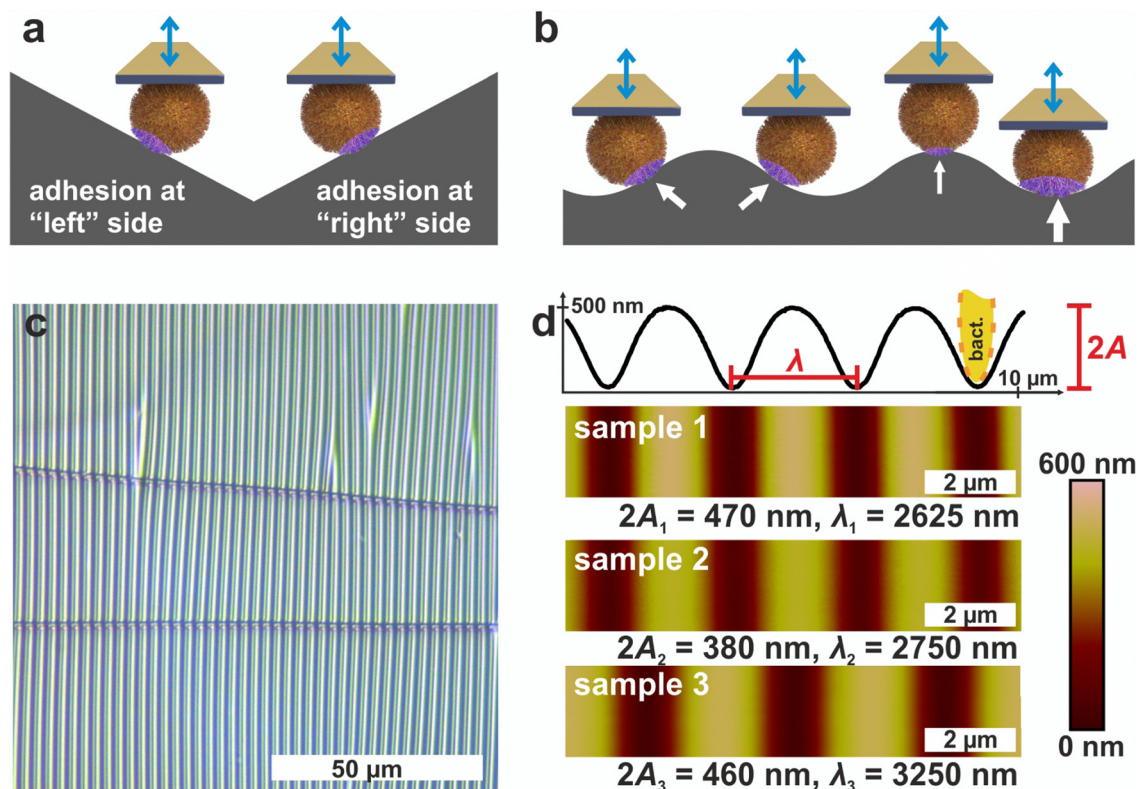 a
adhesion at
“left” side
adhesion at
“right” side
b
c
50 µm
d
500 nm
λ
bact.
2A
10 µm
sample 1
2 µm
2A₁ = 470 nm, λ₁ = 2625 nm
sample 2
2 µm
2A₂ = 380 nm, λ₂ = 2750 nm
sample 3
2 µm
2A₃ = 460 nm, λ₃ = 3250 nm
600 nm
0 nm